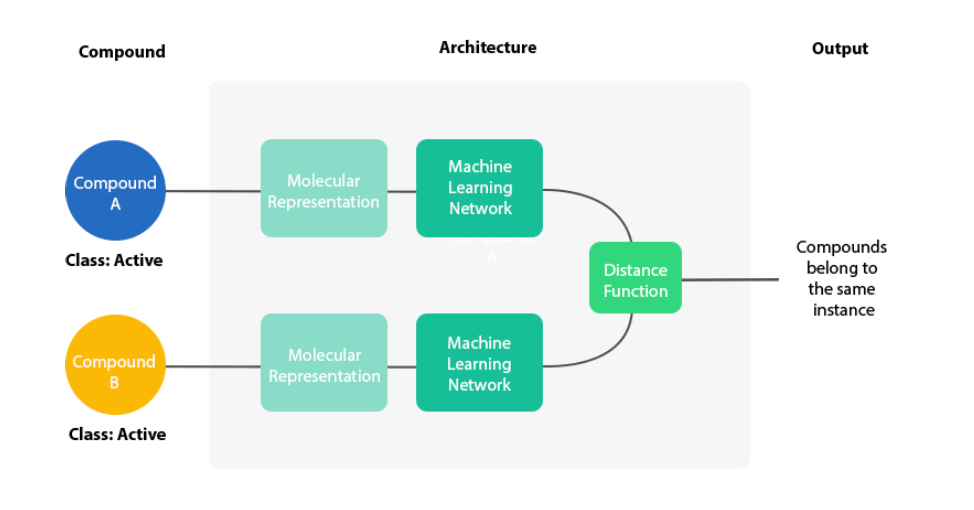 Compound
Architecture
Output
Compound
A
Class: Active
Molecular
Representation
Machine
Learning
Network
Compound
A
Distance
Function
Compounds
belong to
the same
instance
Compound
B
Class: Active
Molecular
Representation
Machine
Learning
Network